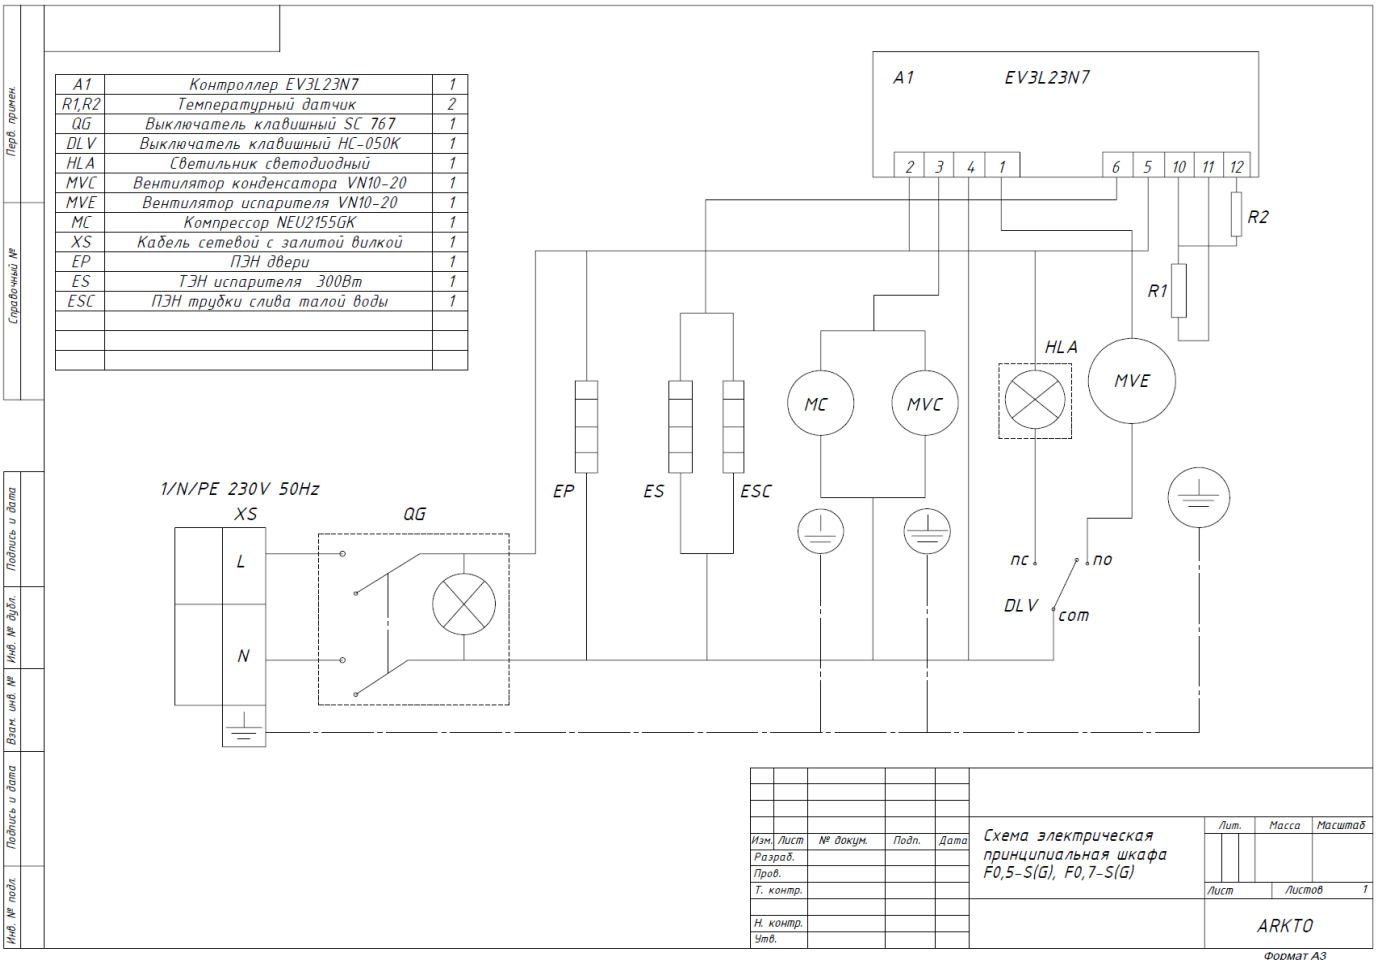 A1 Контроллер EV3L23N7 1
R1,R2 Температурный датчик 2
QG Выключатель клавишный SC 767 1
DLV Выключатель клавишный HC-050K 1
HLA Светильник светодиодный 1
MVC Вентилятор конденсатора VN10-20 1
MVE Вентилятор испарителя VN10-20 1
MC Компрессор NEU2155GK 1
XS Кабель сетевой с залитой вилкой 1
EP ПЭН двери 1
ES ТЭН испарителя 300Вт 1
ESC ПЭН трубки слива талой воды 1
A1 EV3L23N7
2 3 4 1 6 5 10 11 12
R2
R1
HLA
MVE
MC
MVC
EP
ES
ESC
1/N/PE 230V 50Hz
XS
QG
L
N
nc
no
DLV
com
Перв. примен.
Справочный №
Подпись и дата
Инв. № дубл.
Взам. инв. №
Подпись и дата
Инв. № подл.
Изм. Лист № докум. Подп. Дата
Разраб.
Пров.
Т. контр.
Н. контр.
Утв.
Схема электрическая
принципиальная шкафа
F0,5-S(G), F0,7-S(G)
Лит. Масса Масштаб
Лист Листов 1
ARKTO
Формат А3